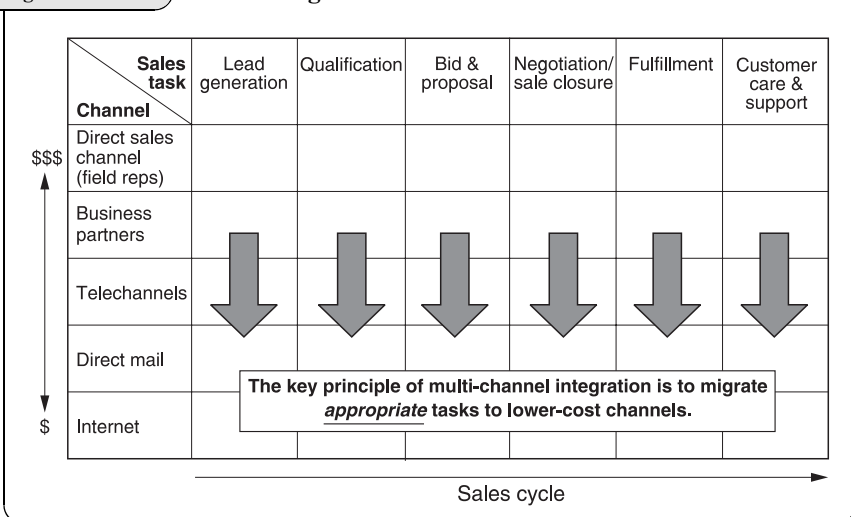 Sales
task
Channel
Lead
generation
Qualification
Bid &
proposal
Negotiation/
sale closure
Fulfillment
Customer
care &
support
$$$
Direct sales
channel
(field reps)
Business
partners
Telechannels
Direct mail
The key principle of multi-channel integration is to migrate
appropriate tasks to lower-cost channels.
$
Internet
Sales cycle